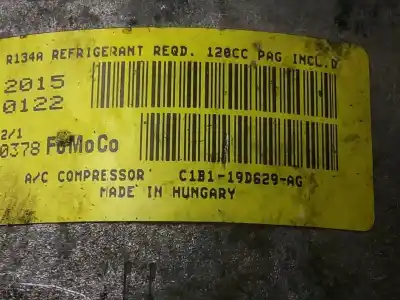 R134A REFRIGERANT REQD. 120CC PAG INCL.D
2015
0122
2/1
0378 FoMoCo
A/C COMPRESSOR C1B1-19D629-AG
MADE IN HUNGARY